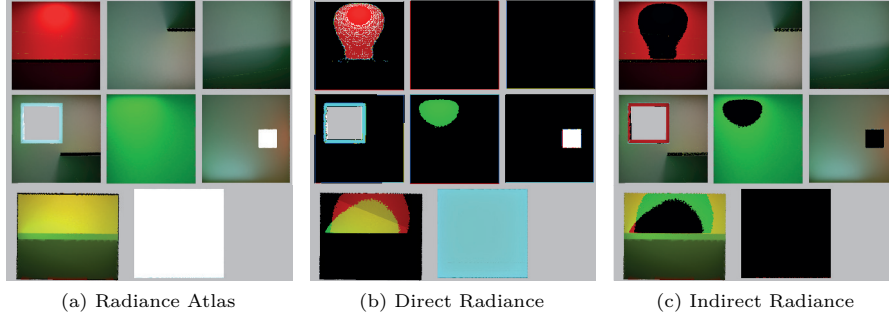 (a) Radiance Atlas
(b) Direct Radiance
(c) Indirect Radiance